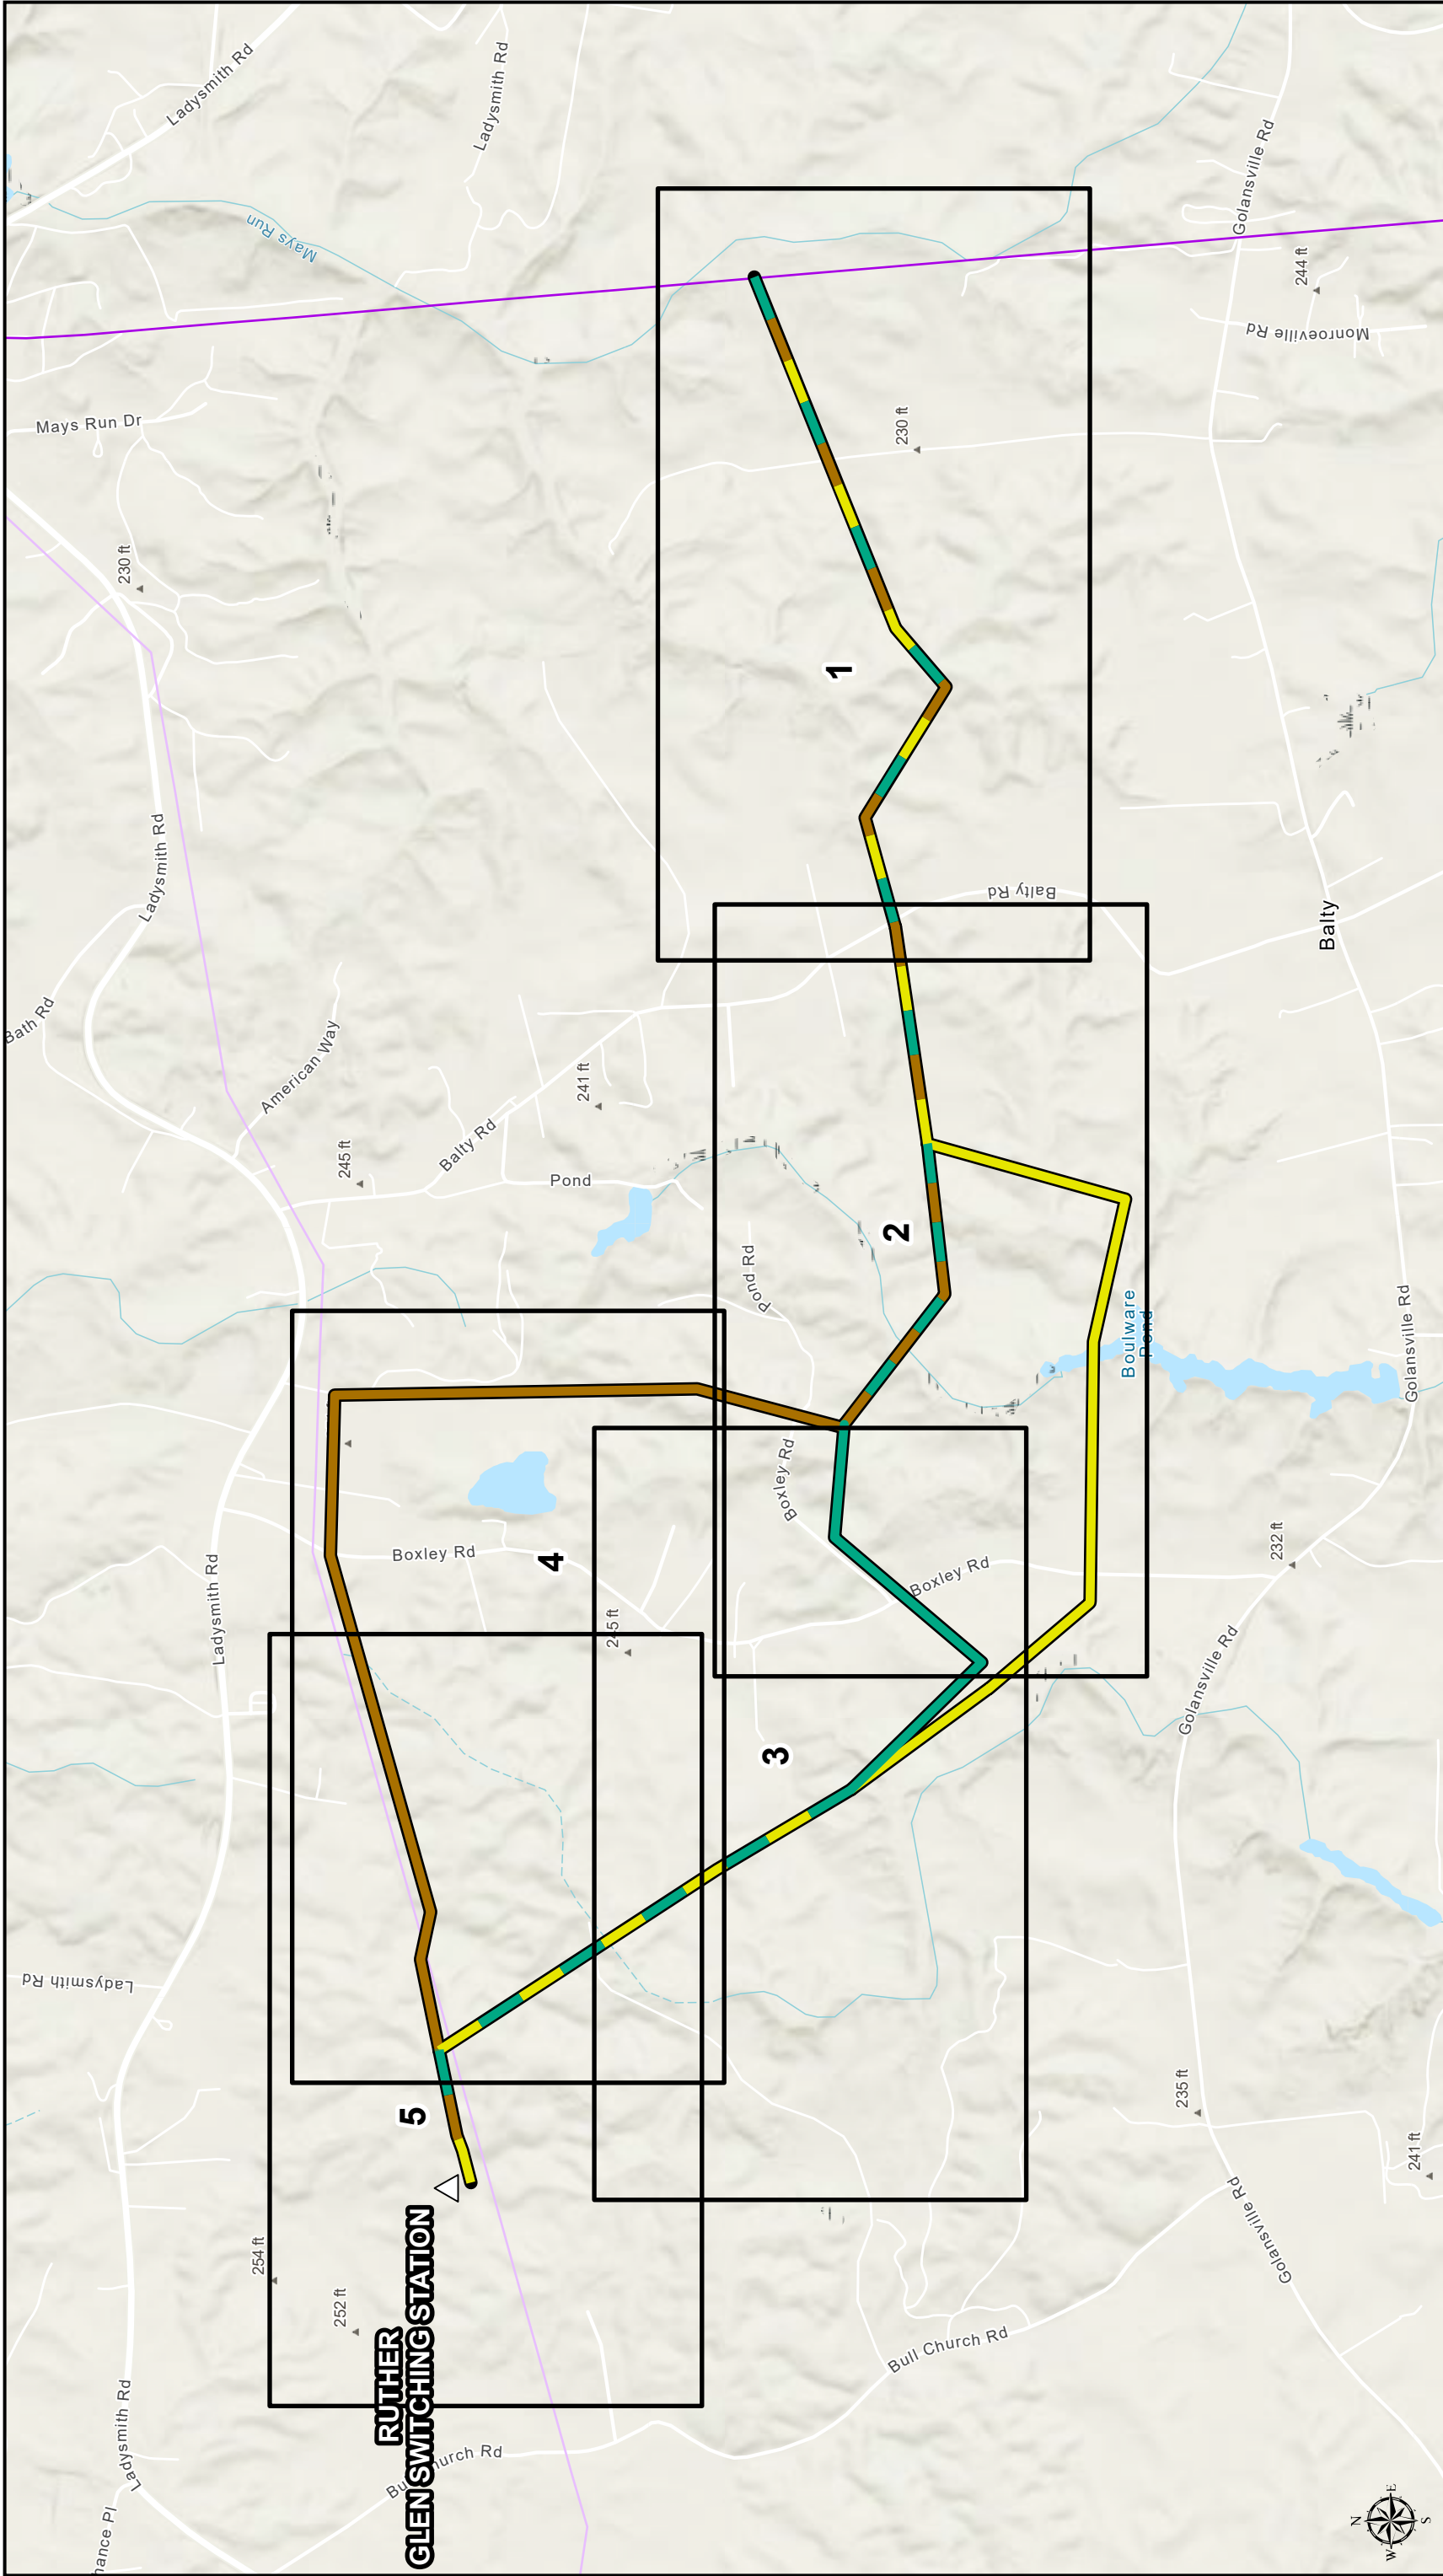 Ladysmith Rd
Ladysmith Rd
Mays Run
Golansville Rd
244 ft
Monroeville Rd
Mays Run Dr
230 ft
230 ft
1
Ladysmith Rd
Balty Rd
Balty
Bath Rd
American Way
241 ft
Balty Rd
245 ft
Pond
2
Pond Rd
Boulware
Pond
Golansville Rd
Boxley Rd
Boxley Rd
4
Boxley Rd
232 ft
245 ft
Ladysmith Rd
Golansville Rd
3
Ladysmith Rd
5
235 ft
241 ft
Golansville Rd
254 ft
252 ft
RUTHER
GLEN SWITCHING STATION
Bull Church Rd
Church Rd
Ladysmith Rd
N
E
S
W